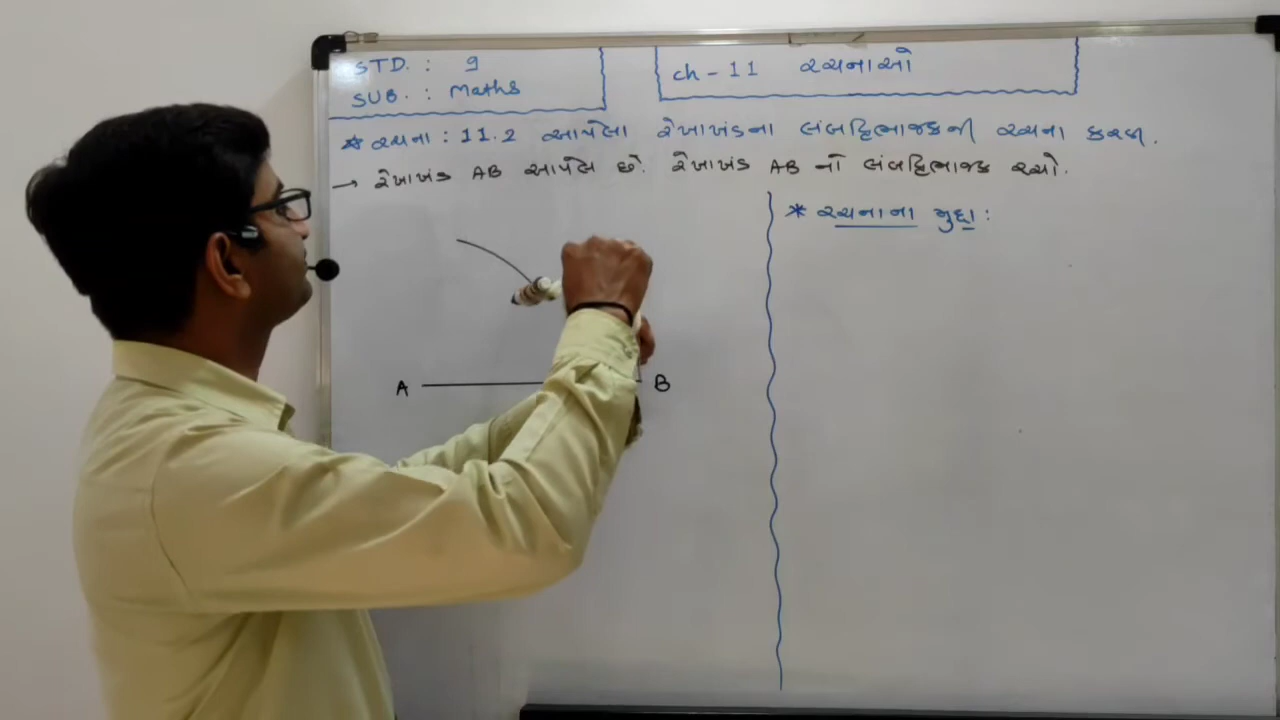 STD. : 9
SUB. : Maths
ch - 11 રચનાઓ
* રચના : 11.2 આપેલા રેખાખંડના લંબદ્વિભાજકની રચના કરવી.
→ રેખાખંડ AB આપેલ છે. રેખાખંડ AB નો લંબદ્વિભાજક રચો.
* રચનાના મુદ્દા :
A B